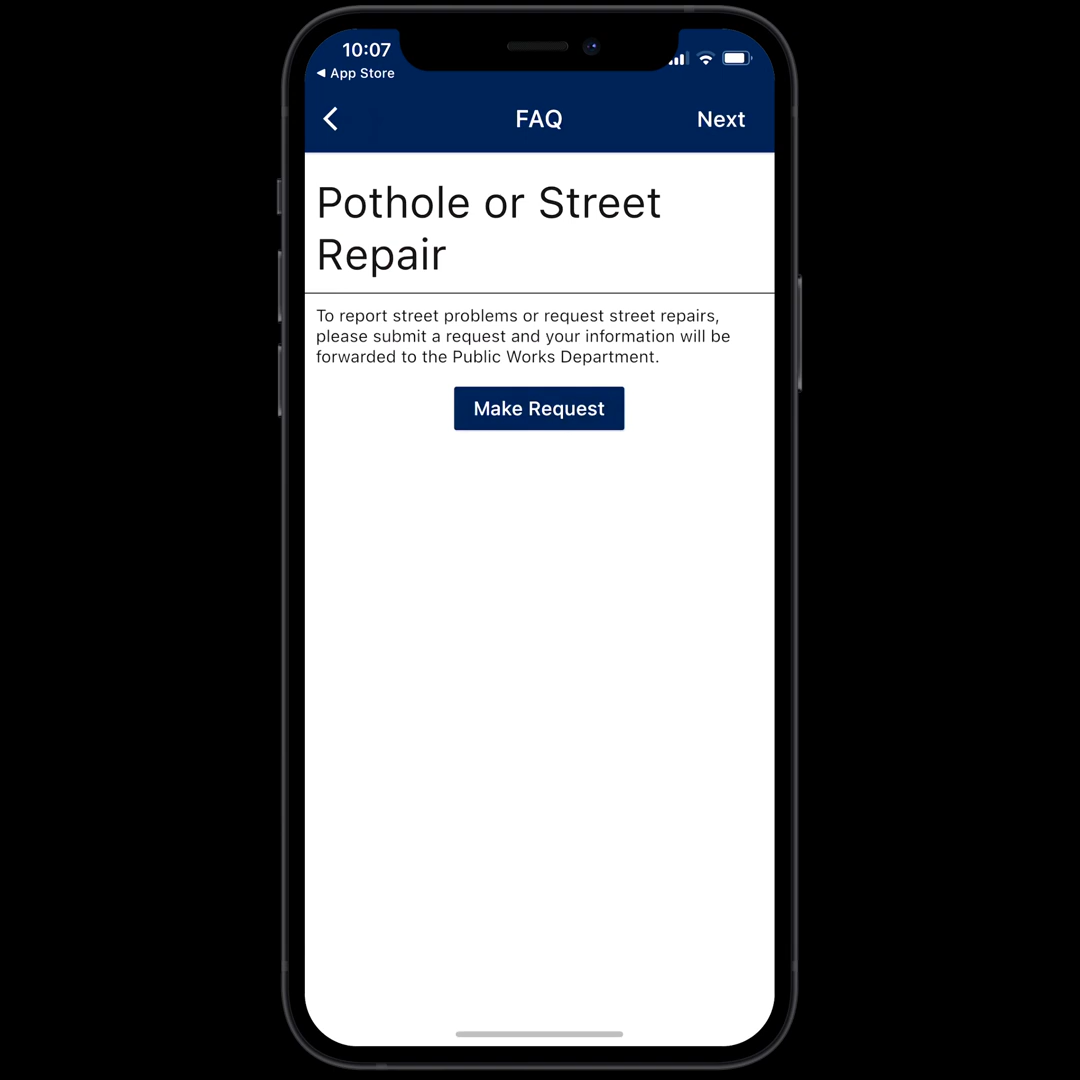 10:07
◀ App Store
FAQ
Next
Pothole or Street
Repair
To report street problems or request street repairs,
please submit a request and your information will be
forwarded to the Public Works Department.
Make Request